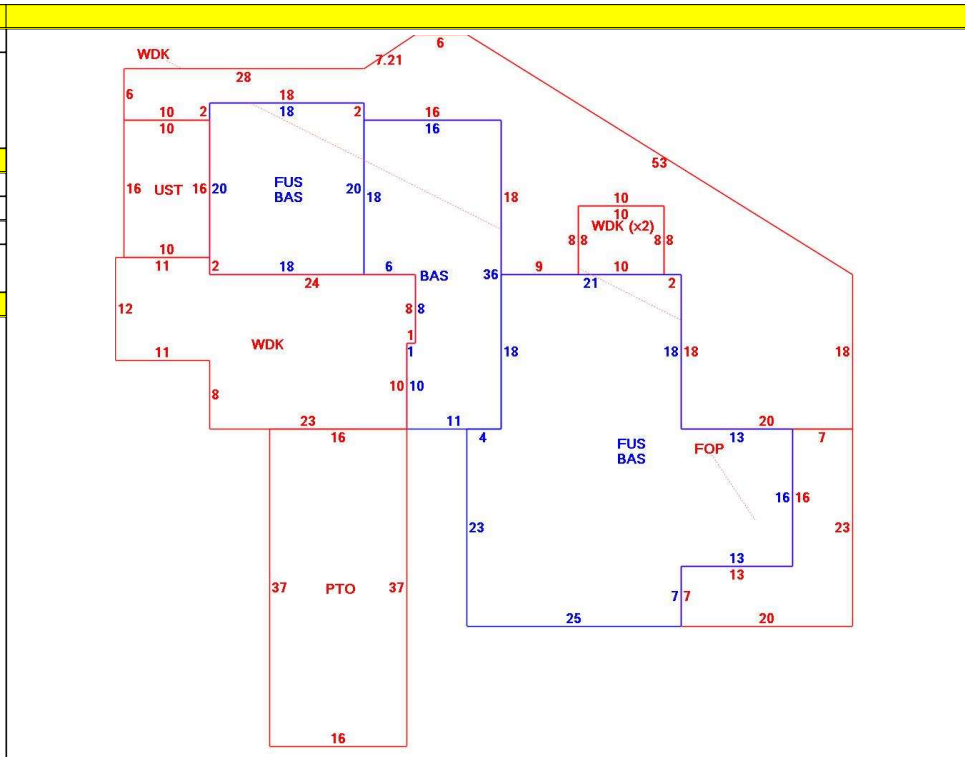 6
WDK
7.21
28
6
18
10 2 18 2 16
10 16
53
16 UST 16 20 FUS 20 18 18
BAS
10
10
WDK (x2)
8 8 8 8
10
11 2 18 6 BAS 36 9 10 2
24 21
12 8 8
WDK 1
1 18 18 18 18
11
10 10
8
23 11 20
16 4 13 7
FUS FOP
BAS
16 16
23 23
13
13
37 PTO 37 7 7
25 20
16